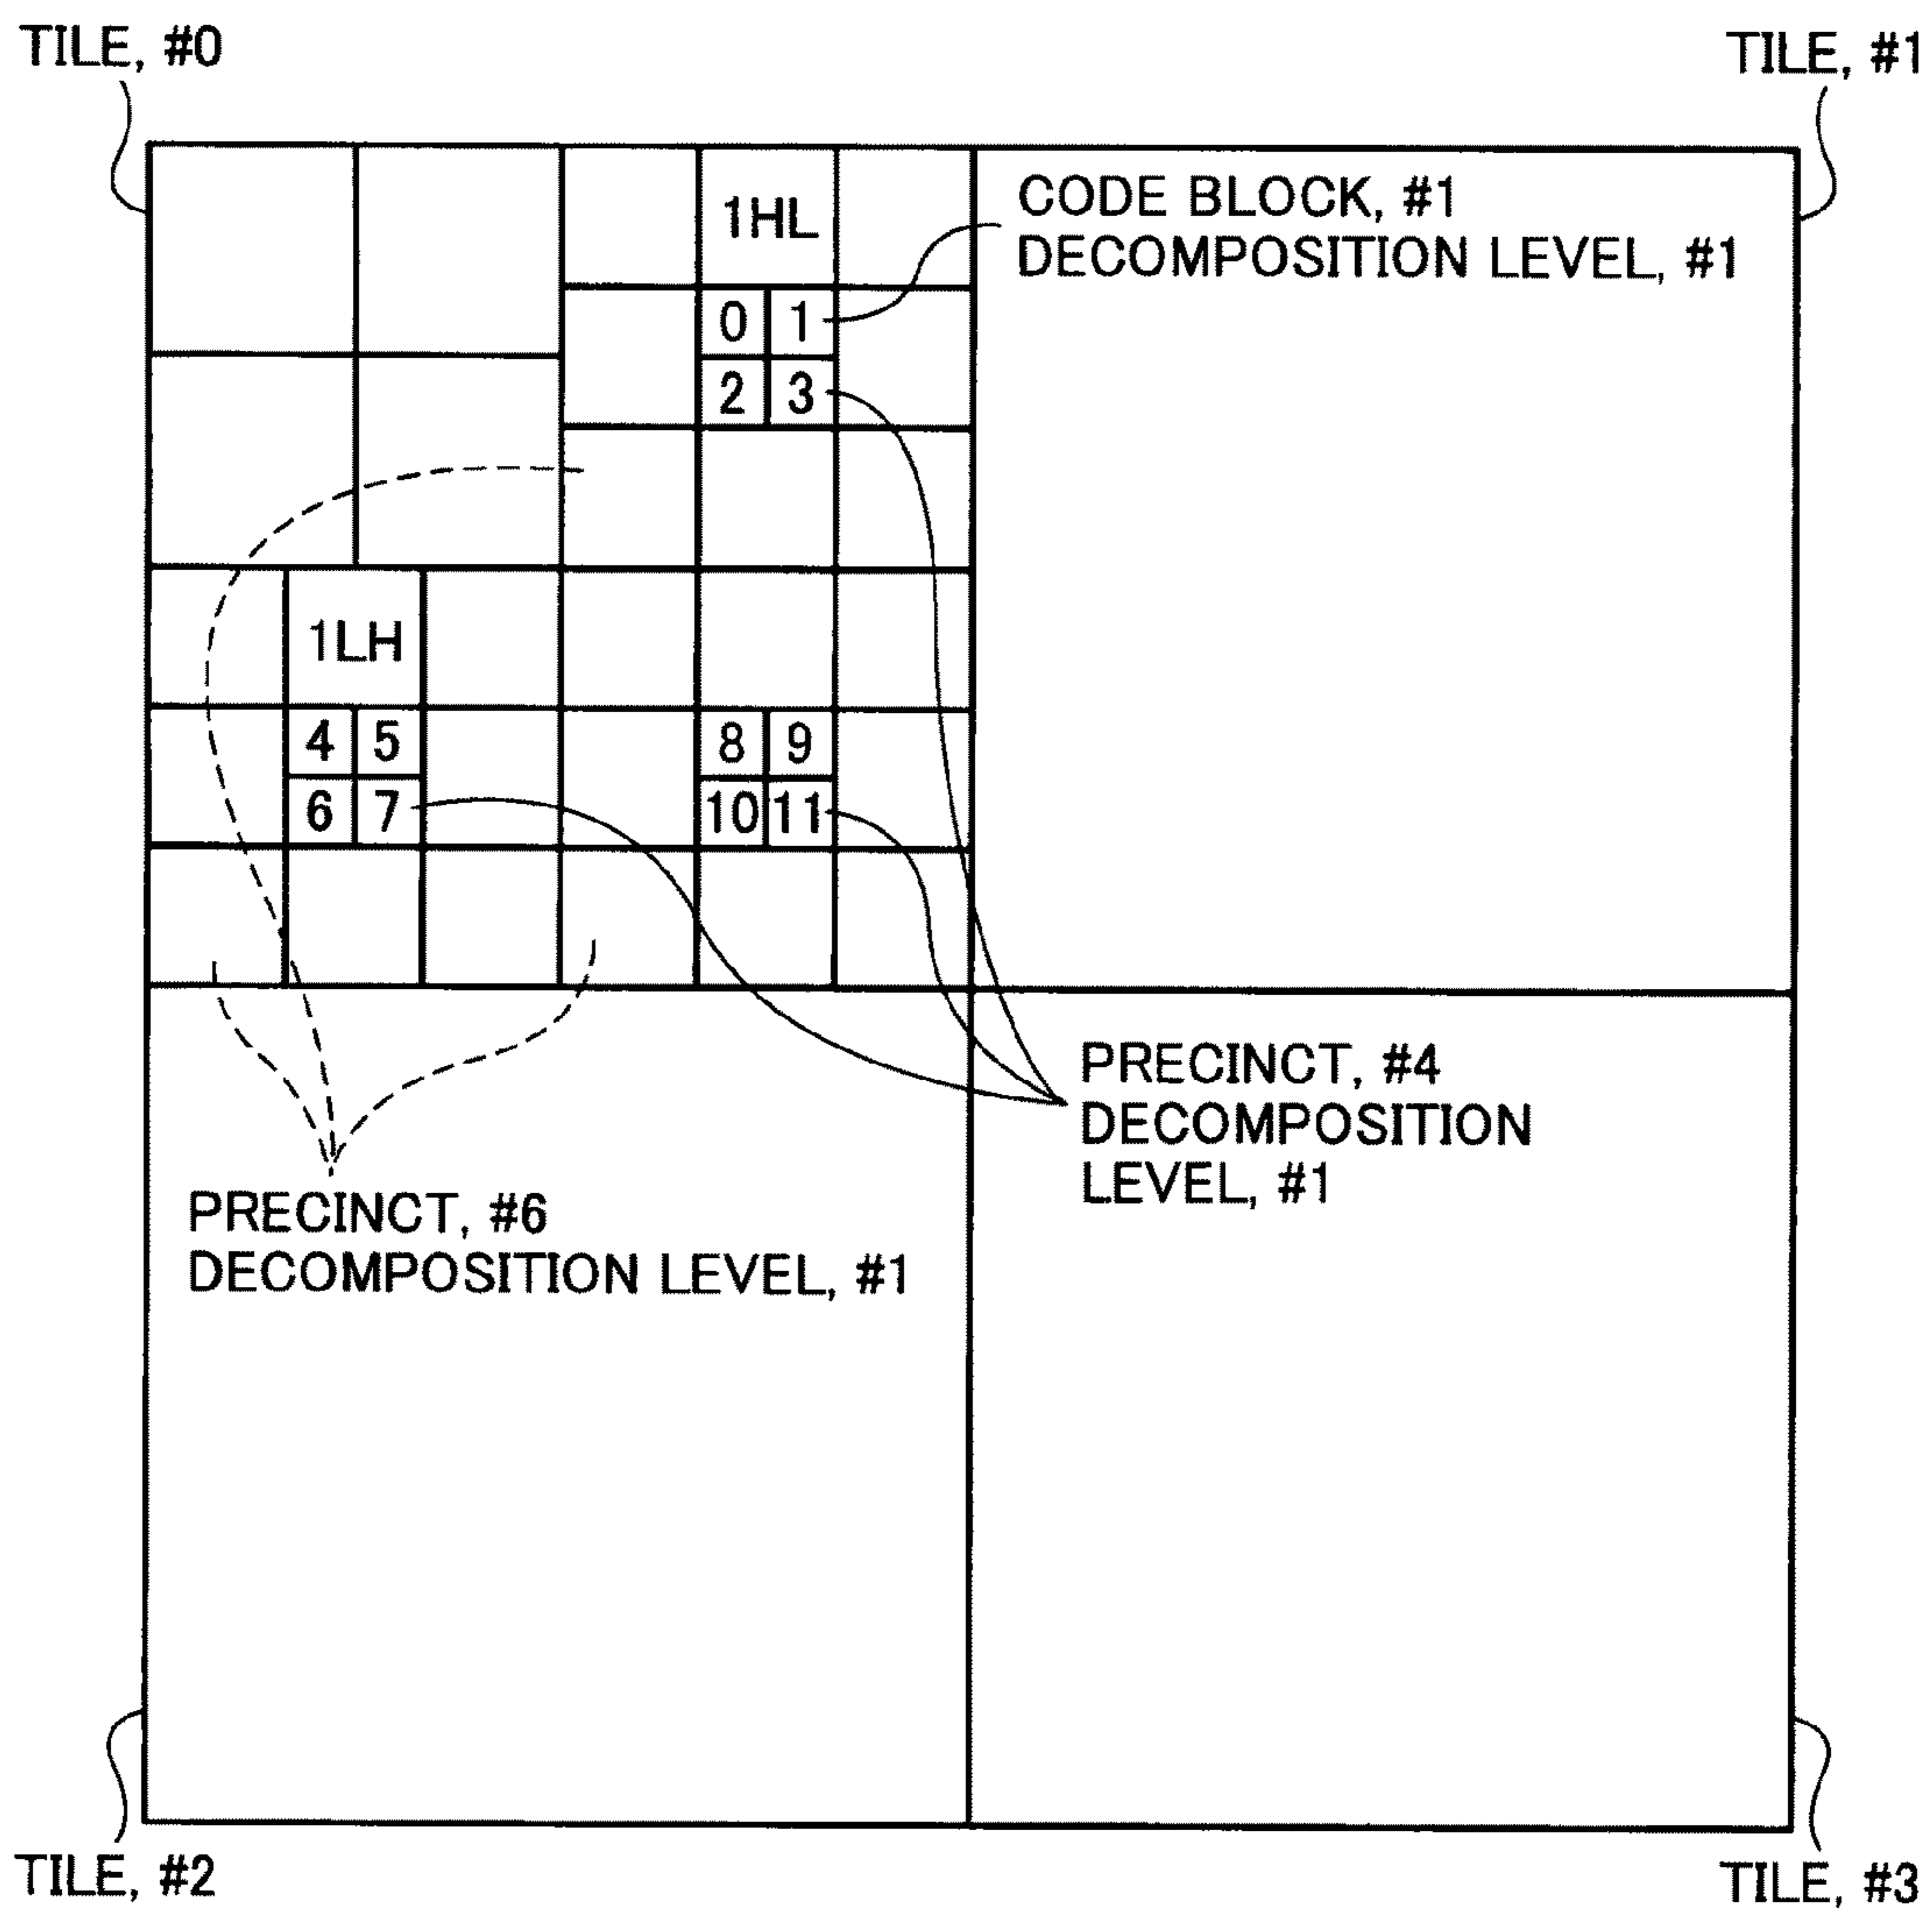 TILE, #0
TILE, #1
1HL
CODE BLOCK, #1
DECOMPOSITION LEVEL, #1
0 1
2 3
1LH
4 5
8 9
6 7
10 11
PRECINCT, #4
DECOMPOSITION
LEVEL, #1
PRECINCT, #6
DECOMPOSITION LEVEL, #1
TILE, #2
TILE, #3